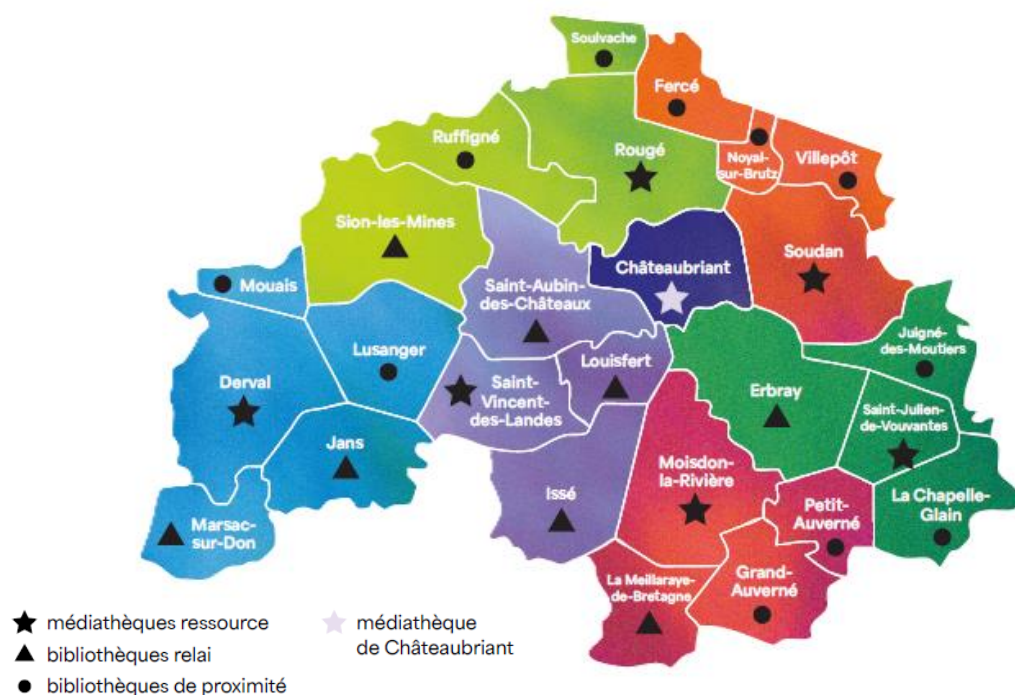 Soulvache
Fercé
Ruffigné
Rougé
Noyal-
sur-Brutz
Villepôt
Sion-les-Mines
Soudan
Châteaubriant
Mouais
Saint-Aubin-
des-Châteaux
Juigné-
des-Moutiers
Lusanger
Louisfert
Derval
Saint-
Vincent-
des-Landes
Erbray
Saint-Julien-
de-Vouvantes
Jans
Moisdon-
la-Rivière
Issé
La Chapelle-
Glain
Petit-
Auverné
Marsac-
sur-Don
La Meillaraye-
de-Bretagne
Grand-
Auverné
médiathèques ressource
bibliothèques relai
bibliothèques de proximité
médiathèque
de Châteaubriant